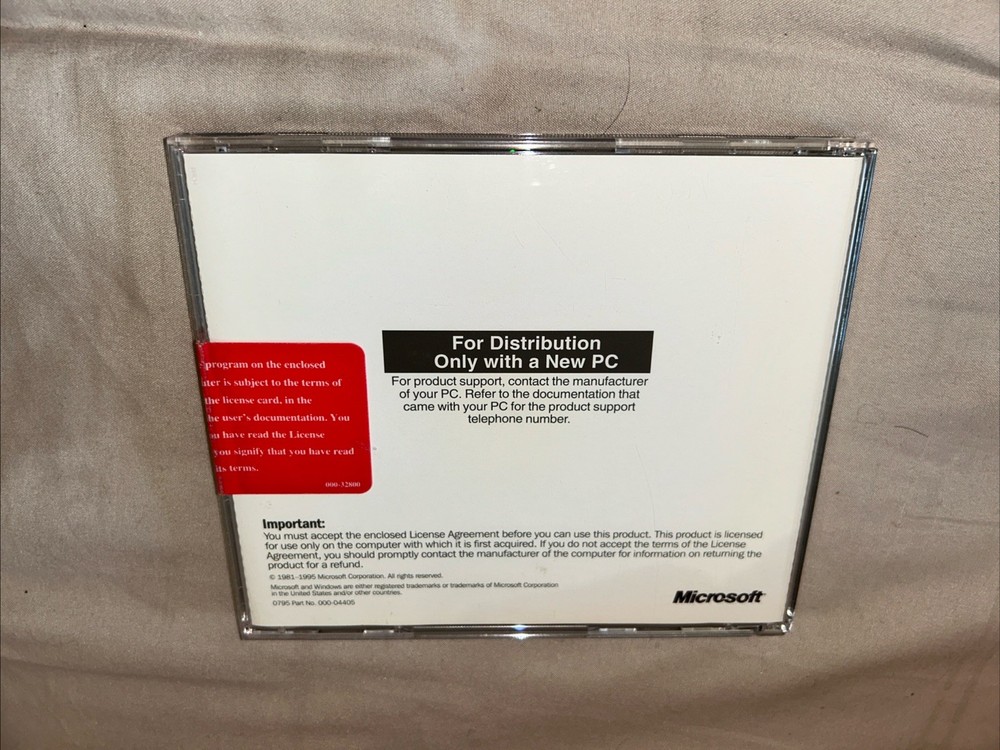 For Distribution
Only with a New PC
For product support, contact the manufacturer
of your PC. Refer to the documentation that
came with your PC for the product support
telephone number.
program on the enclosed
is subject to the terms of
the license card, in the
user's documentation. You
have read the License
you signify that you have read
its terms.
000-32800
Important:
You must accept the enclosed License Agreement before you can use this product. This product is licensed
for use only on the computer with which it is first acquired. If you do not accept the terms of the License
Agreement, you should promptly contact the manufacturer of the computer for information on returning the
product for a refund.
© 1981-1995 Microsoft Corporation. All rights reserved.
Microsoft and Windows are either registered trademarks or trademarks of Microsoft Corporation
in the United States and/or other countries.
0795 Part No. 000-04405
Microsoft